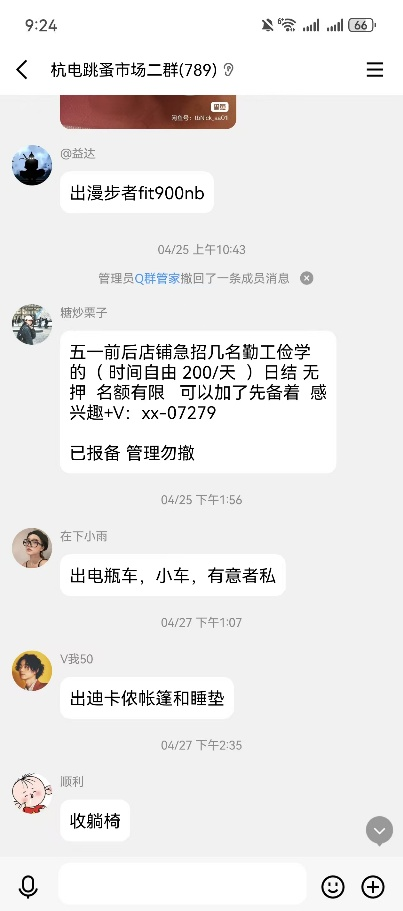 9:24
66
杭电跳蚤市场二群(789)
@益达
出漫步者fit900nb
04/25 上午10:43
管理员Q群管家撤回了一条成员消息
糖炒栗子
五一前后店铺急招几名勤工俭学
的（ 时间自由 200/天 ）日结 无
押 名额有限 可以加了先备着 感
兴趣+V：xx-07279
已报备 管理勿撤
04/25 下午1:56
在下小雨
出电瓶车，小车，有意者私
04/27 下午1:07
V我50
出迪卡侬帐篷和睡垫
04/27 下午2:35
顺利
收躺椅